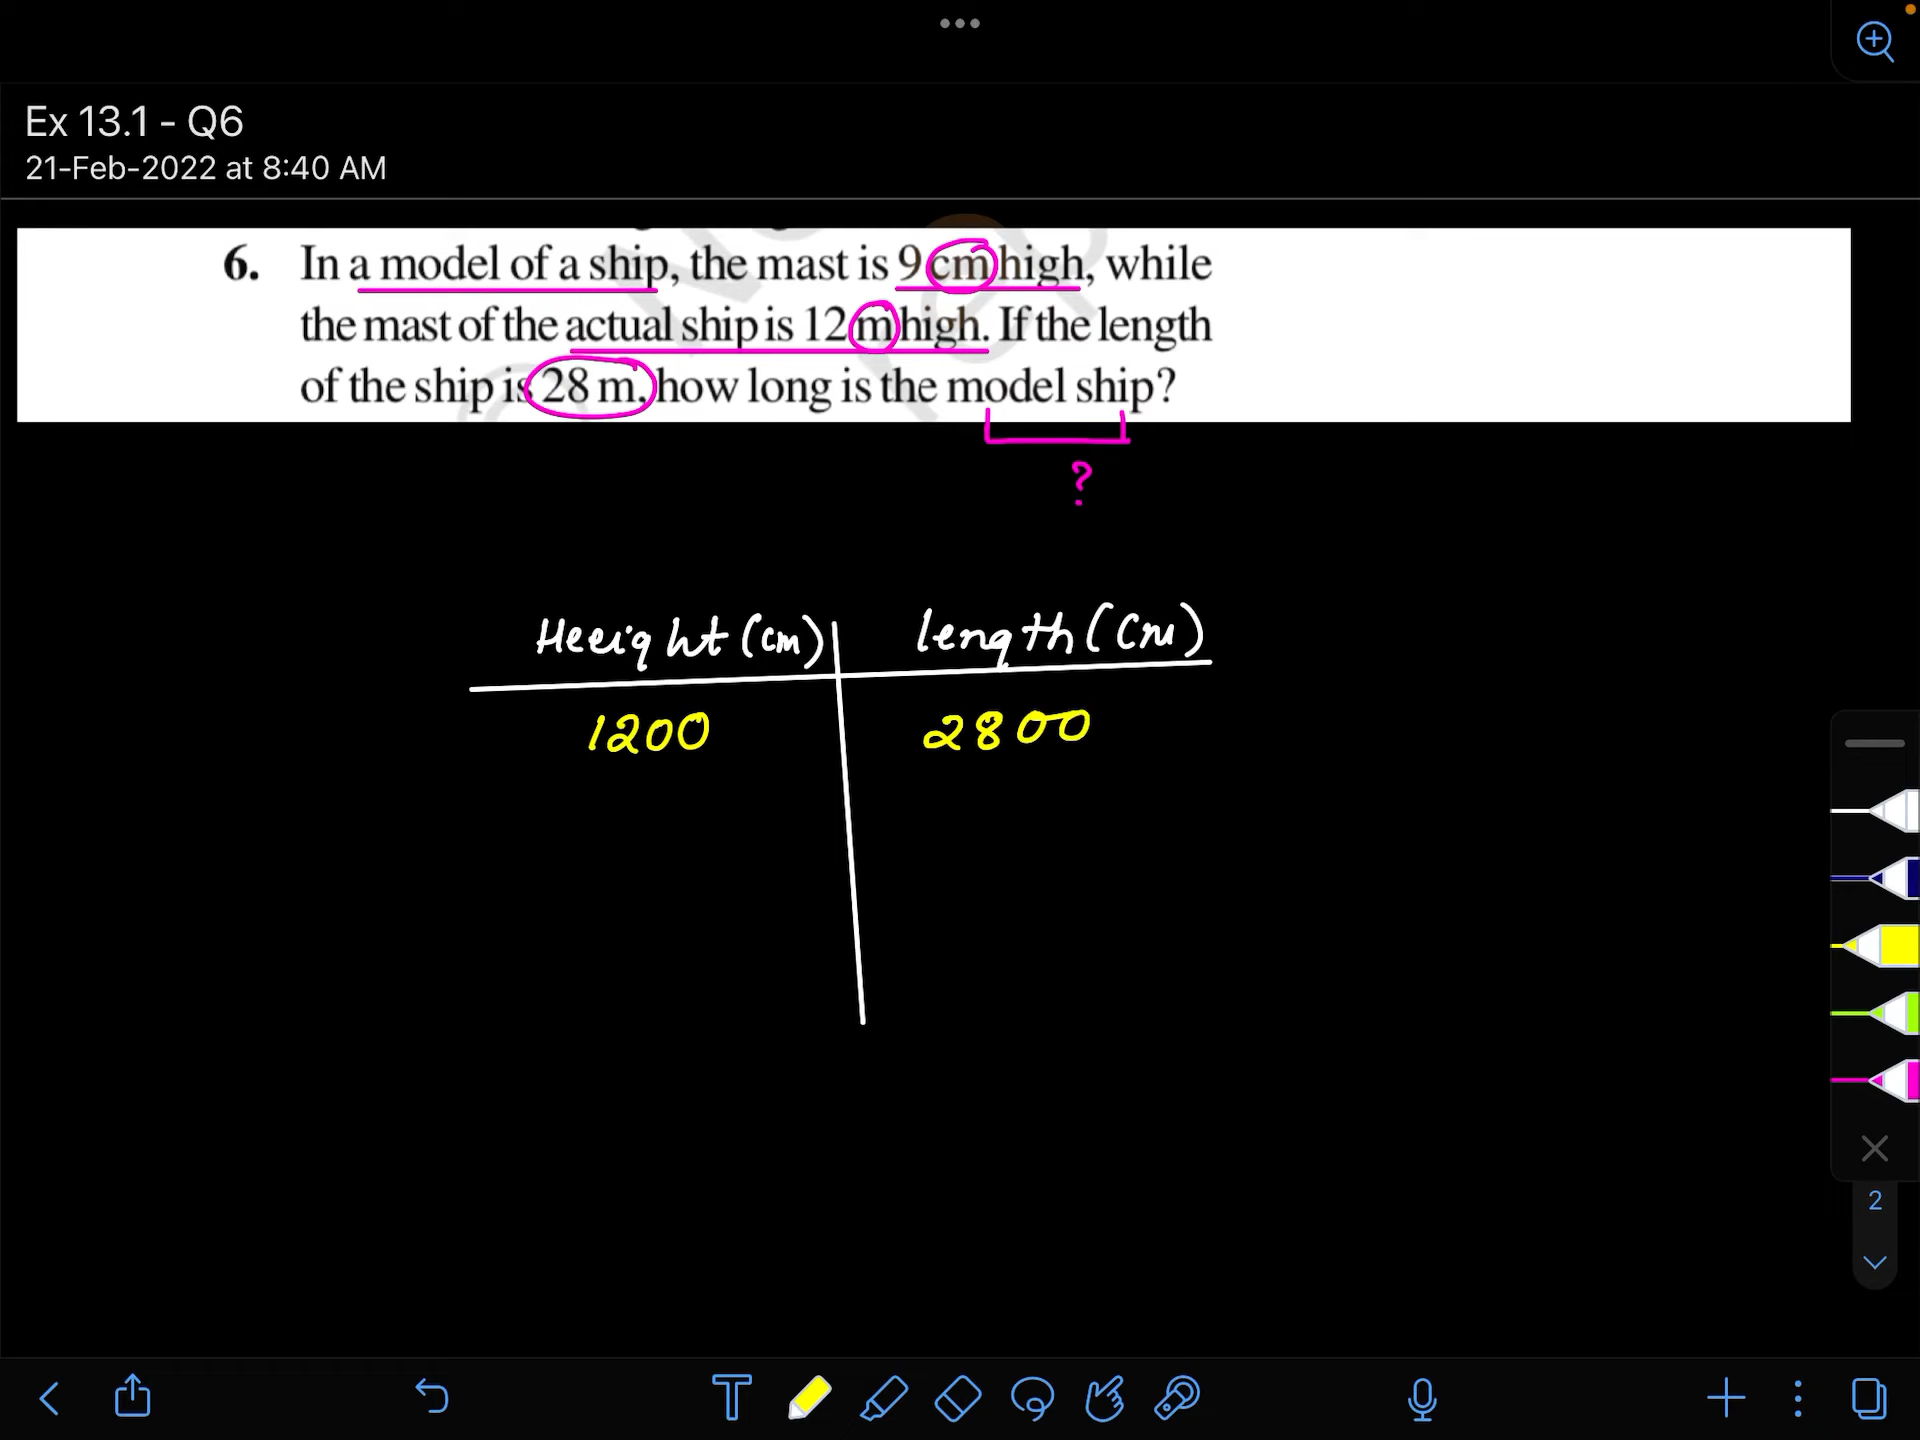 Ex 13.1 - Q6
21-Feb-2022 at 8:40 AM
6. In a model of a ship, the mast is 9 cm high, while
the mast of the actual ship is 12 m high. If the length
of the ship is 28 m, how long is the model ship?
?
Heeight (cm) length (cm)
1200 2800
2